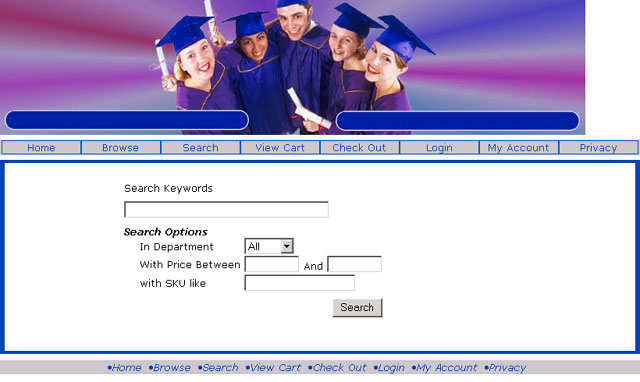 Home Browse Search View Cart Check Out Login My Account Privacy
Search Keywords
Search Options
In Department All
With Price Between And
with SKU like
Search
•Home •Browse •Search •View Cart •Check Out •Login •My Account •Privacy